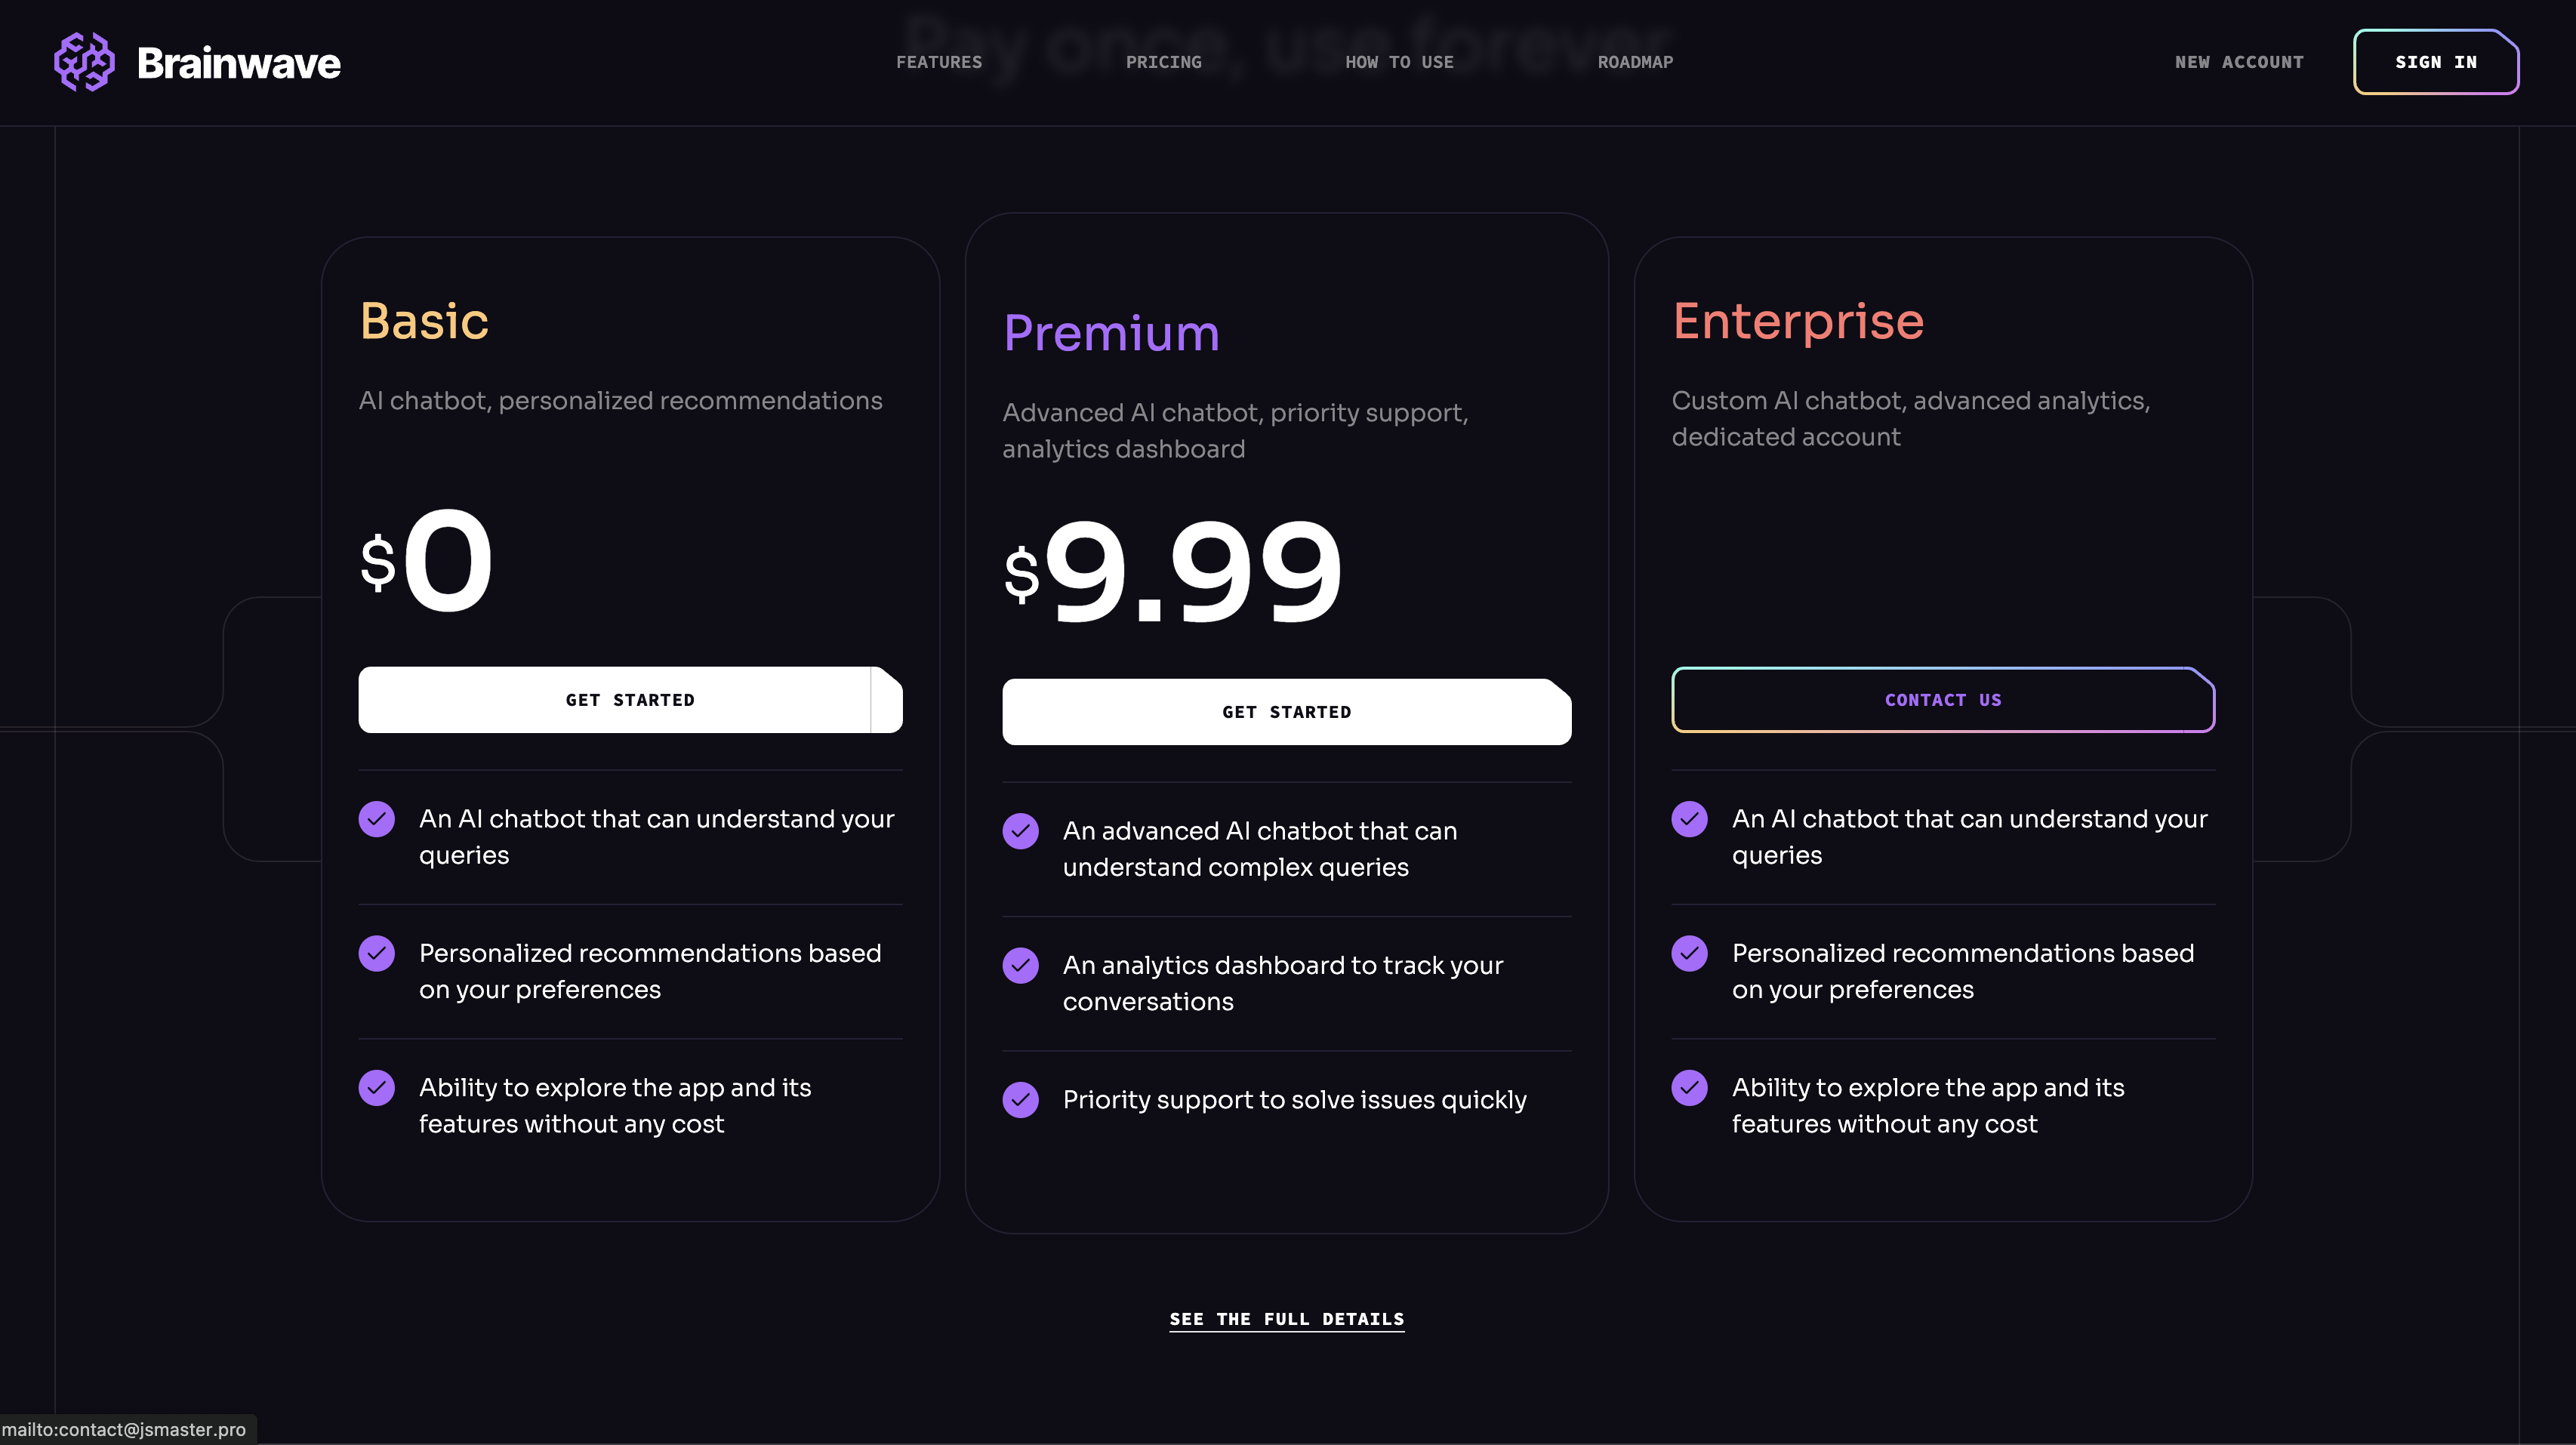 Pay once, use forever
Brainwave
FEATURES
PRICING
HOW TO USE
ROADMAP
NEW ACCOUNT
SIGN IN
Basic
AI chatbot, personalized recommendations
$0
GET STARTED
An AI chatbot that can understand your
queries
Personalized recommendations based
on your preferences
Ability to explore the app and its
features without any cost
Premium
Advanced AI chatbot, priority support,
analytics dashboard
$9.99
GET STARTED
An advanced AI chatbot that can
understand complex queries
An analytics dashboard to track your
conversations
Priority support to solve issues quickly
Enterprise
Custom AI chatbot, advanced analytics,
dedicated account
CONTACT US
An AI chatbot that can understand your
queries
Personalized recommendations based
on your preferences
Ability to explore the app and its
features without any cost
SEE THE FULL DETAILS
mailto:contact@jsmaster.pro